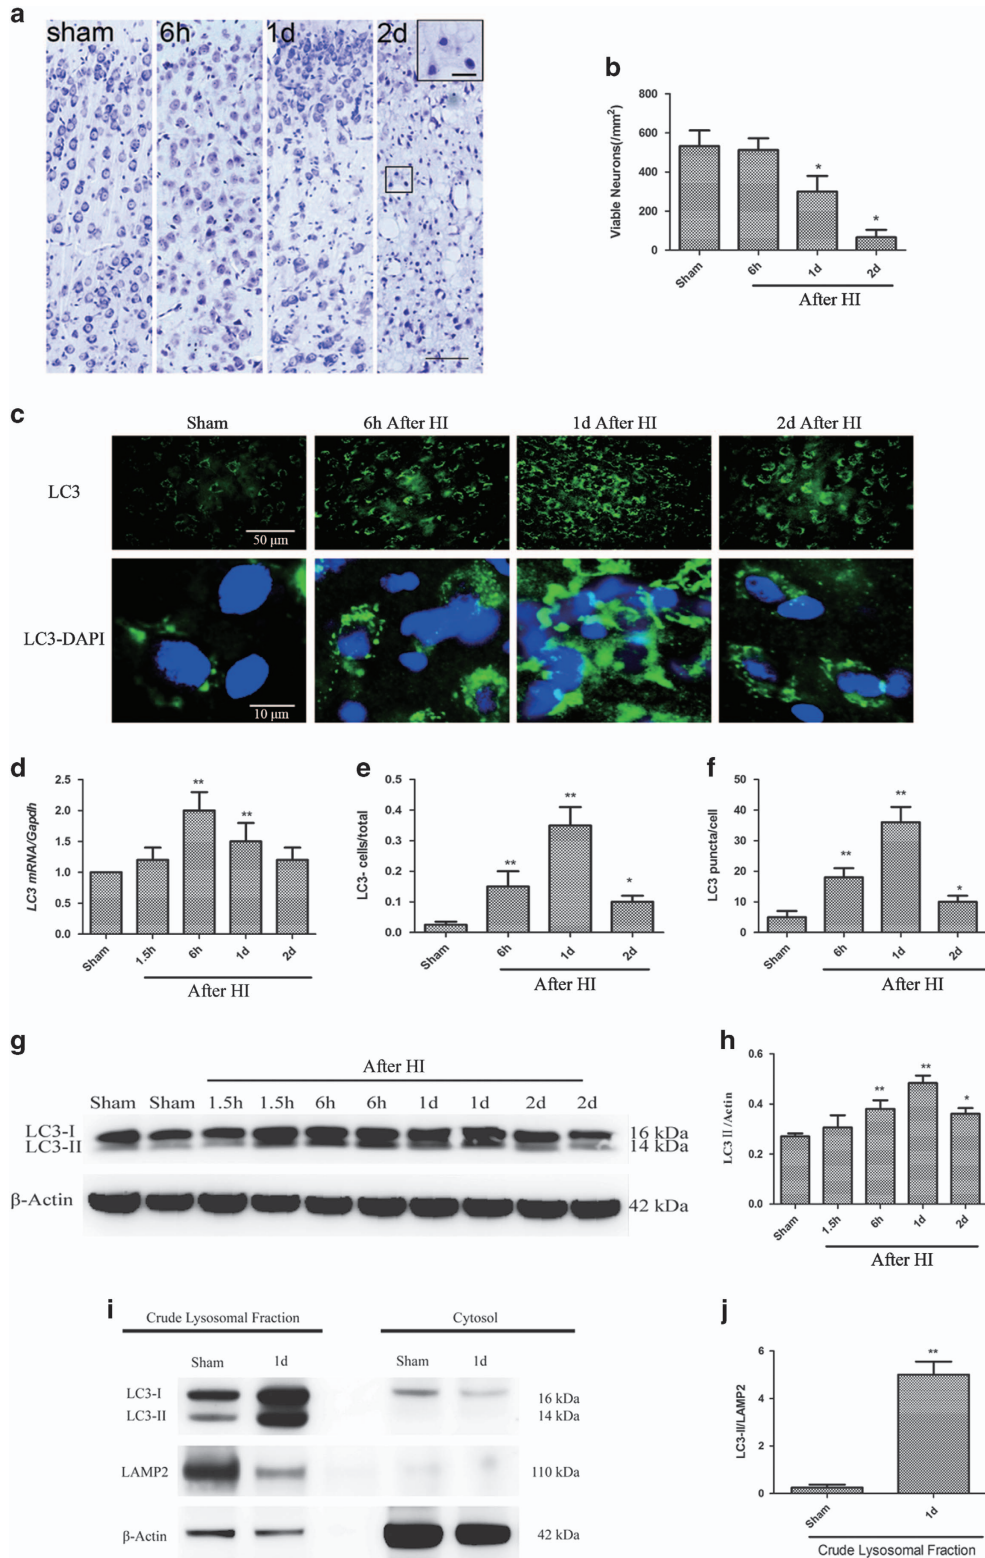 a
sham 6h 1d 2d
b
Viable Neurons(/mm²)
800
600
400
200
0
Sham 6h 1d 2d
After HI
c
Sham 6h After HI 1d After HI 2d After HI
LC3
50 μm
LC3-DAPI
10 μm
d
LC3 mRNA/Gapdh
2.5
2.0
1.5
1.0
0.5
0.0
** **
Sham 1.5h 6h 1d 2d
After HI
e
LC3- cells/total
0.5
0.4
0.3
0.2
0.1
0.0
** ** *
Sham 6h 1d 2d
After HI
f
LC3 puncta/cell
50
40
30
20
10
0
** ** *
Sham 6h 1d 2d
After HI
g
After HI
Sham Sham 1.5h 1.5h 6h 6h 1d 1d 2d 2d
LC3-I 16 kDa
LC3-II 14 kDa
β-Actin 42 kDa
h
LC3 II/Actin
0.6
0.4
0.2
0.0
** ** *
Sham 1.5h 6h 1d 2d
After HI
i
Crude Lysosomal Fraction Cytosol
Sham 1d Sham 1d
LC3-I 16 kDa
LC3-II 14 kDa
LAMP2 110 kDa
β-Actin 42 kDa
j
LC3-II/LAMP2
6
4
2
0
**
Sham 1d
Crude Lysosomal Fraction